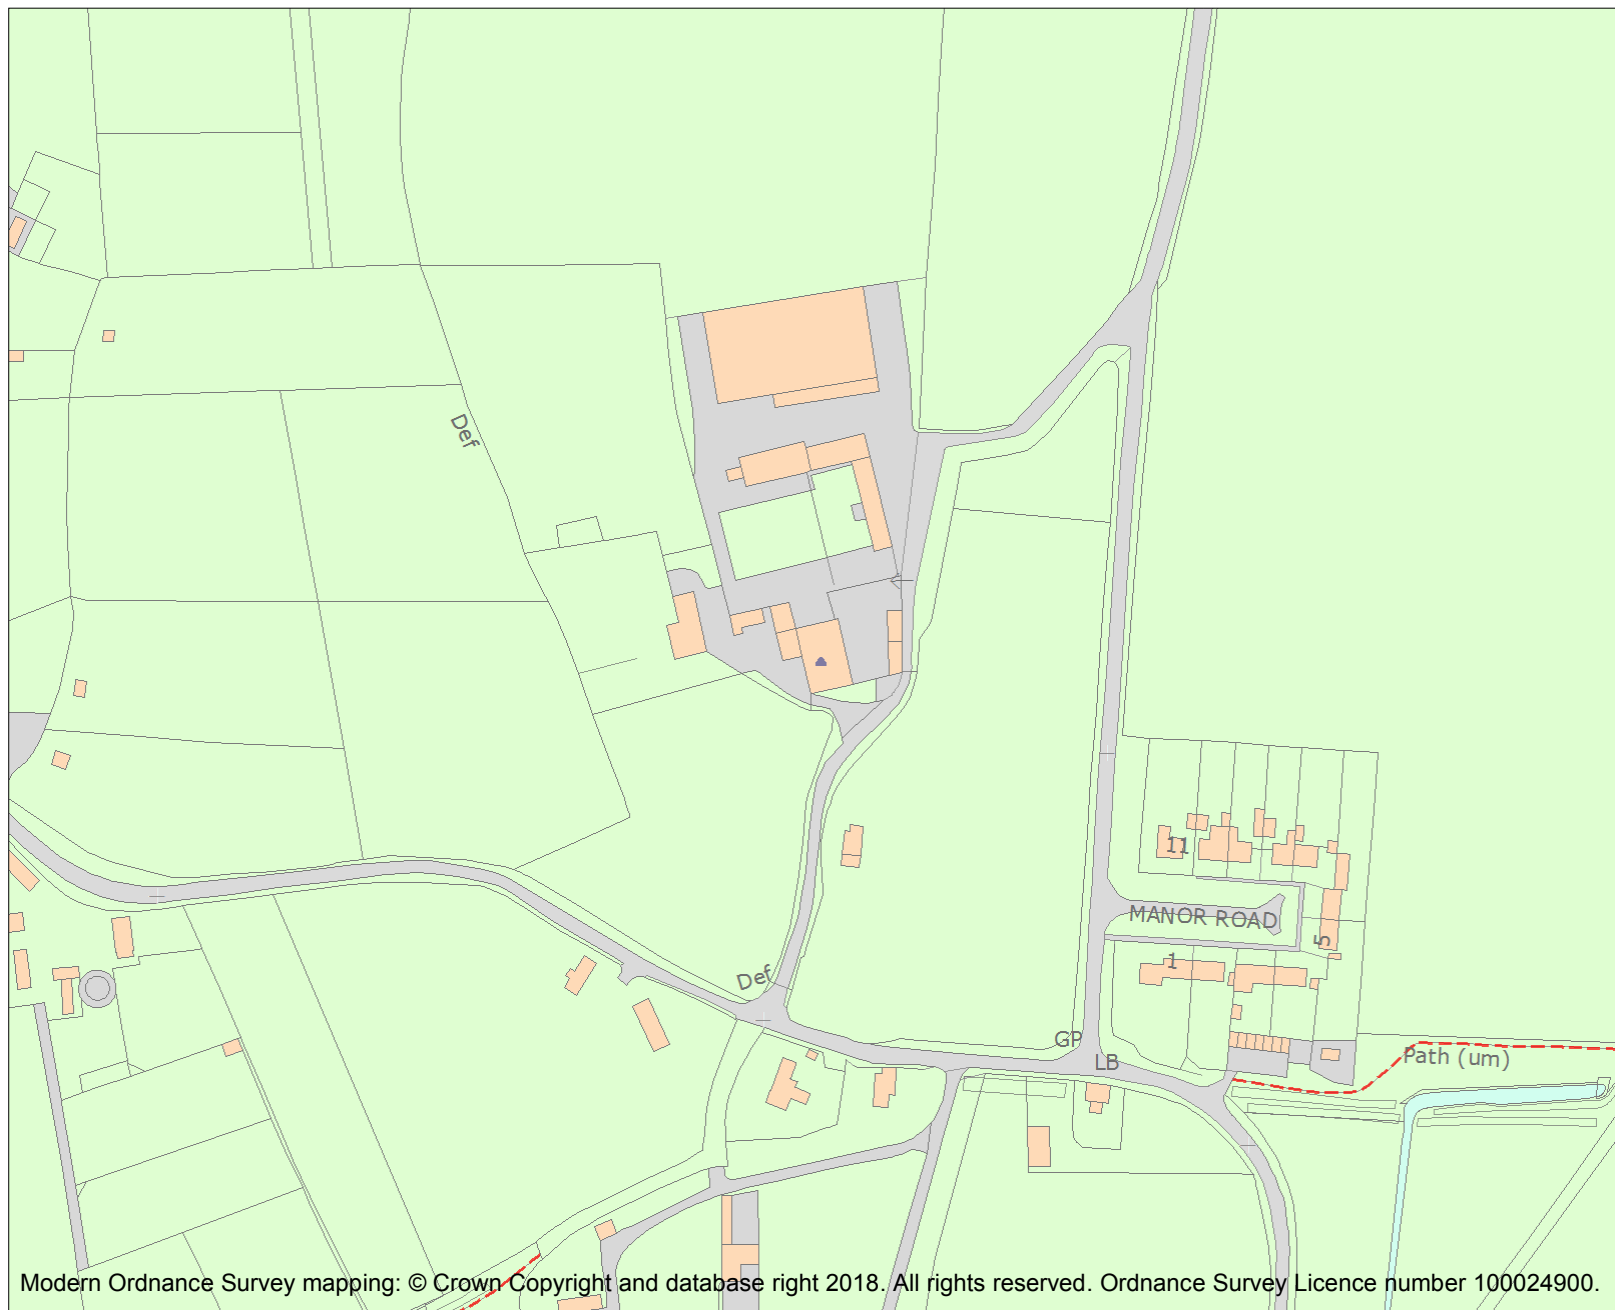 Def
11
MANOR ROAD
5
1
Def
GP
LB
Path (um)
Modern Ordnance Survey mapping: © Crown Copyright and database right 2018. All rights reserved. Ordnance Survey Licence number 100024900.